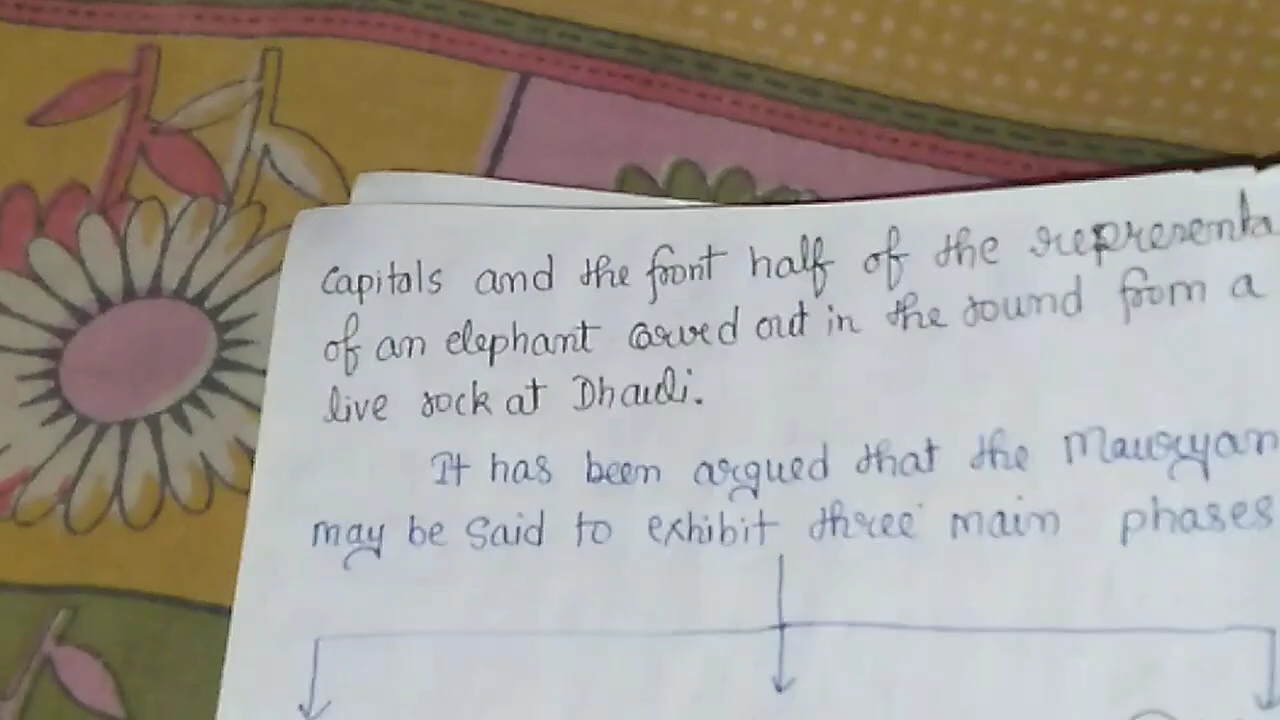 Capitals and the front half of the representa
of an elephant carved out in the round from a
live rock at Dhauli.
It has been argued that the Mauryan
may be said to exhibit three main phases